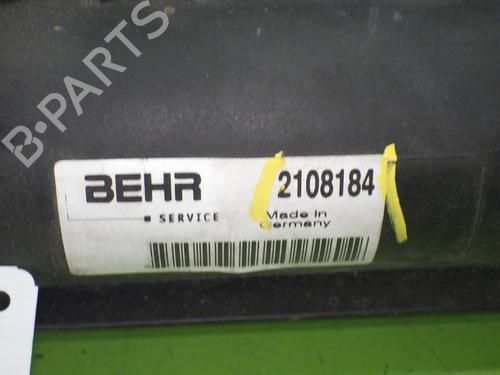 B-PARTS
BEHR 2108184
SERVICE Made In
Germany